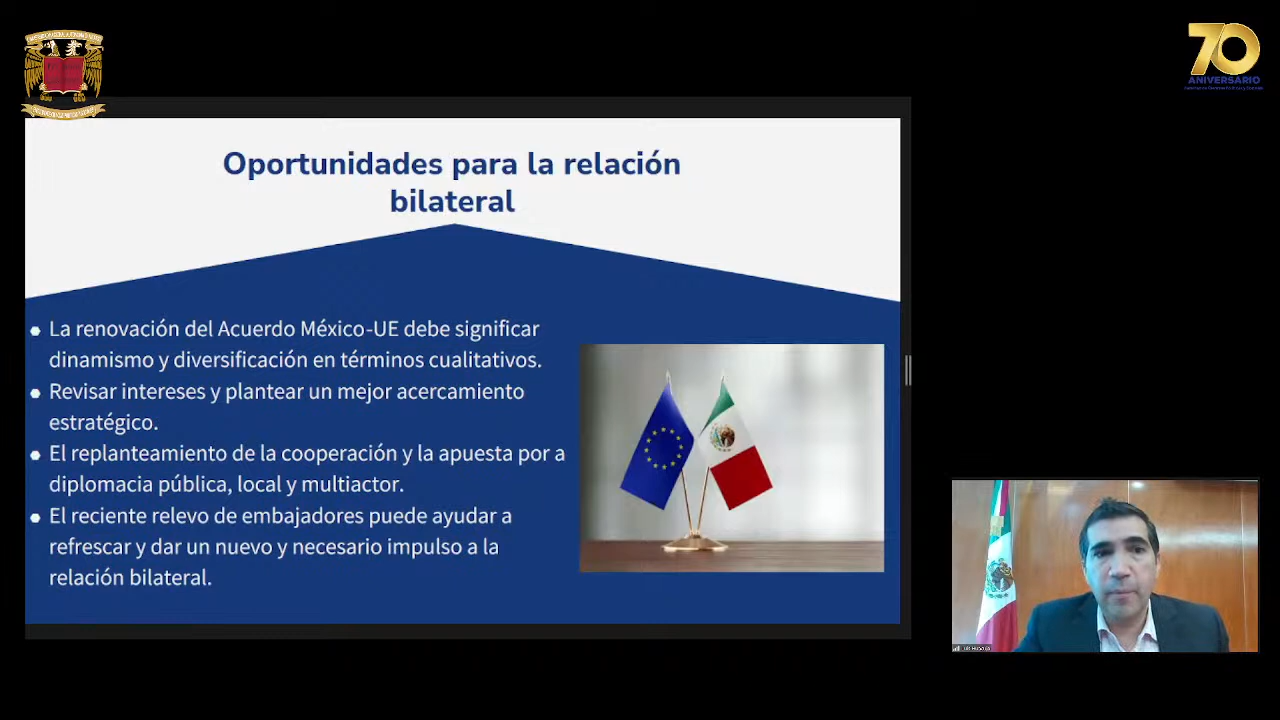 70
ANIVERSARIO
Oportunidades para la relación
bilateral
La renovación del Acuerdo México-UE debe significar
dinamismo y diversificación en términos cualitativos.
Revisar intereses y plantear un mejor acercamiento
estratégico.
El replanteamiento de la cooperación y la apuesta por a
diplomacia pública, local y multiactor.
El reciente relevo de embajadores puede ayudar a
refrescar y dar un nuevo y necesario impulso a la
relación bilateral.